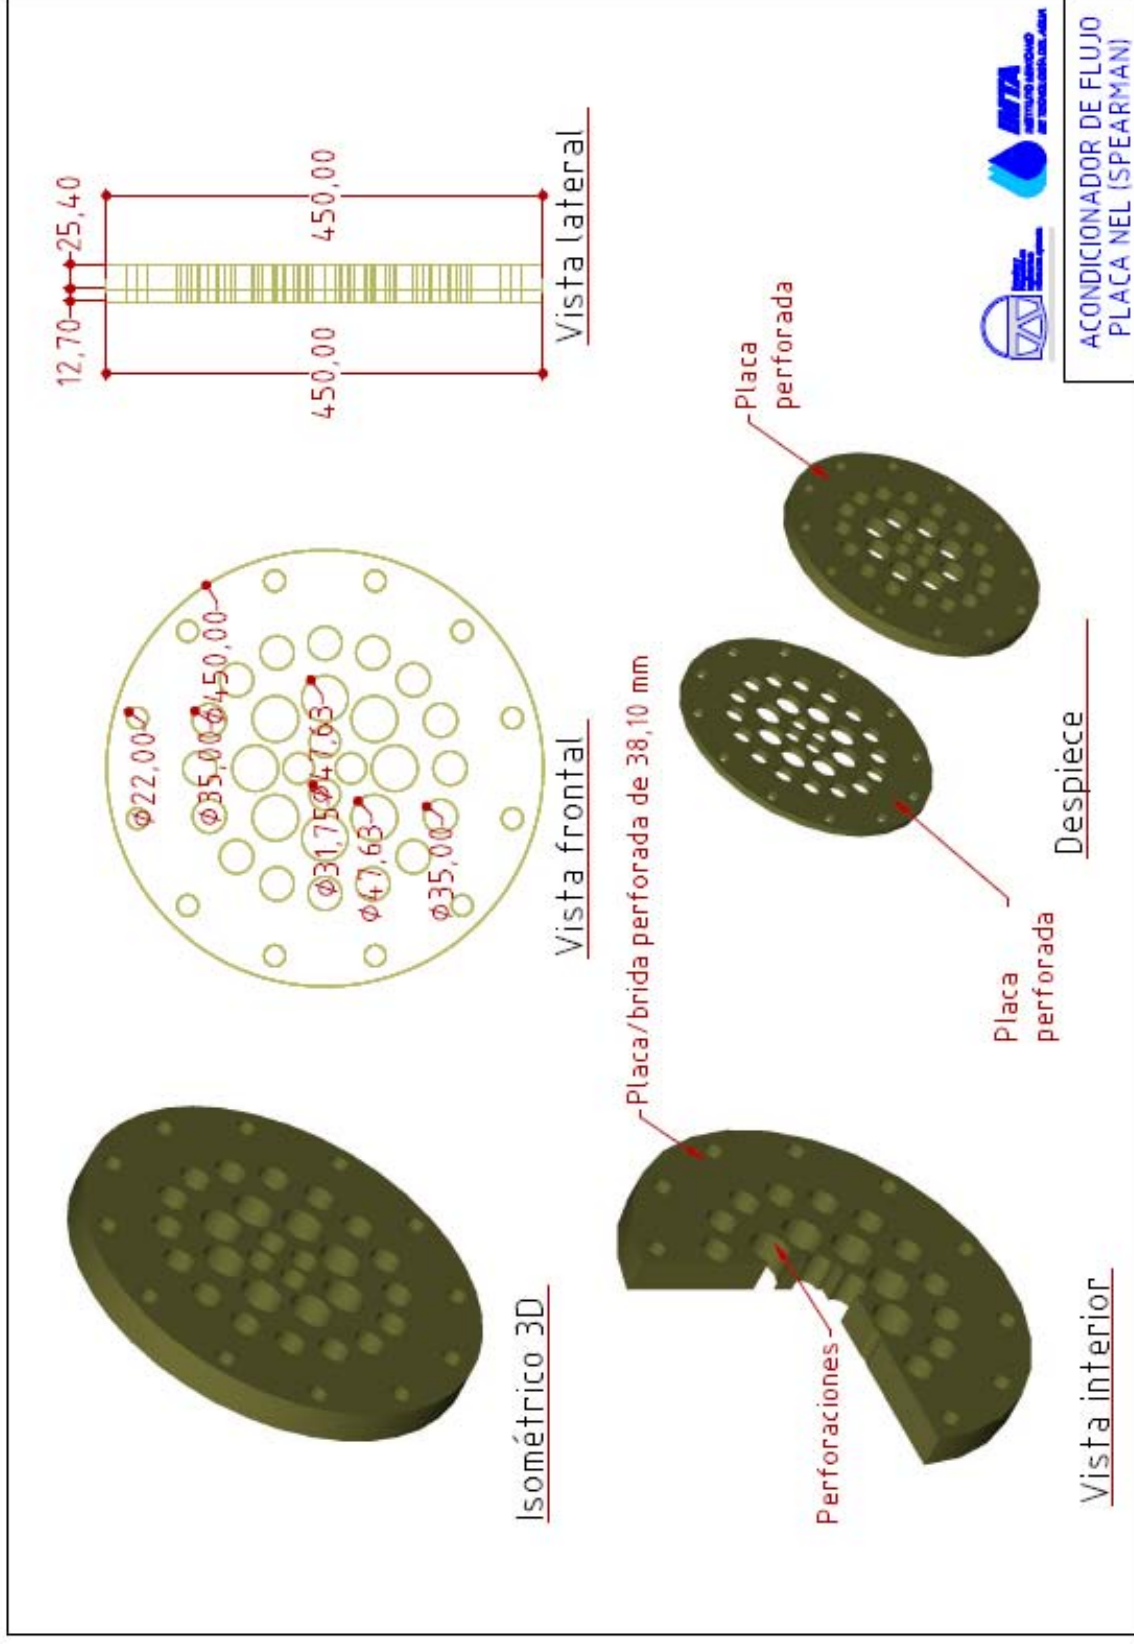 Isométrico 3D
Ø22,00
Ø35,00
Ø450,00
Ø31,75
Ø47,63
Ø47,63
Ø35,00
Vista frontal
12,70
25,40
450,00
450,00
Vista lateral
Perforaciones
Placa/brida perforada de 38,10 mm
Vista interior
Placa
perforada
Placa
perforada
Despiece
ACONDICIONADOR DE FLUJO
PLACA NEL (SPEARMAN)